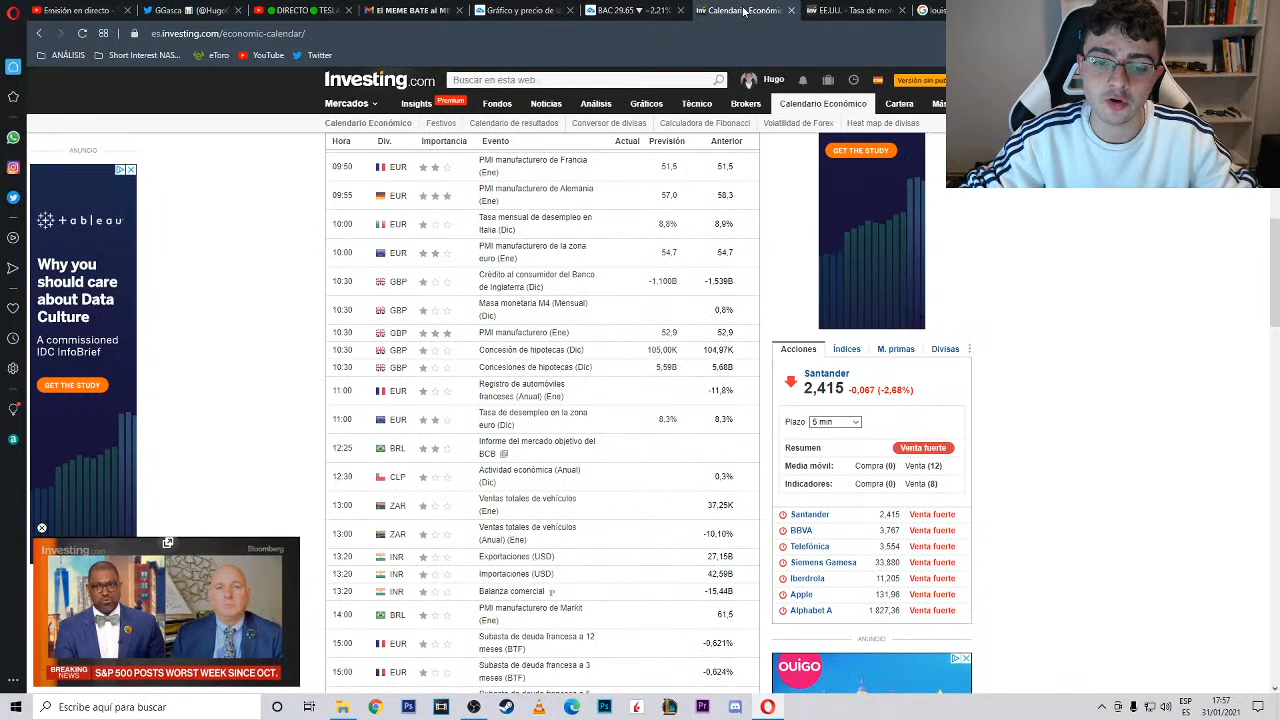 DIRECTO
(3) DIRECTO
GGasoa (@HugoG
DIRECTO ● TESL
El MEME BATE al ME
Gráfico y precio de
BAC 29.65 ▼ −2,21%
Calendario Económic
EE.UU. - Tasa de mo
es.investing.com/economic-calendar/
ANÁLISIS
Short Interest NAS...
eToro
YouTube
Twitter
Investing.com
Buscar en esta web...
Hugo
Versión sin pu
Mercados
Insights
Premium
Fondos
Noticias
Análisis
Gráficos
Técnico
Brokers
Calendario Económico
Cartera
Más
Calendario Económico
Festivos
Calendario de resultados
Conversor de divisas
Calculadora de Fibonacci
Volatilidad de Forex
Heat map de divisas
Hora Div. Importancia Evento Actual Previsión Anterior
09:50 EUR PMI manufacturero de Francia (Ene) 51,5 51,5
09:55 EUR PMI manufacturero de Alemania (Ene) 57,0 58,3
10:00 EUR Tasa mensual de desempleo en Italia (Dic) 8,8% 8,9%
10:00 EUR PMI manufacturero de la zona euro (Ene) 54,7 54,7
10:30 GBP Crédito al consumidor del Banco de Inglaterra (Dic) -1,100B -1,539B
10:30 GBP Masa monetaria M4 (Mensual) (Dic) 0,8%
10:30 GBP PMI manufacturero (Ene) 52,9 52,9
10:30 GBP Concesión de hipotecas (Dic) 105,00K 104,97K
10:30 GBP Concesiones de hipotecas (Dic) 5,59B 5,68B
11:00 EUR Registro de automóviles franceses (Anual) (Ene) -11,8%
11:00 EUR Tasa de desempleo en la zona euro (Dic) 8,3% 8,3%
12:25 BRL Informe del mercado objetivo del BCB
12:30 CLP Actividad económica (Anual) (Dic) 0,3%
13:00 ZAR Ventas totales de vehículos (Ene) 37,25K
13:00 ZAR Ventas totales de vehículos (Anual) (Ene) -10,10%
13:20 INR Exportaciones (USD) 27,15B
13:20 INR Importaciones (USD) 42,59B
13:20 INR Balanza comercial P -15,44B
14:00 BRL PMI manufacturero de Markit (Ene) 61,5
15:00 EUR Subasta de deuda francesa a 12 meses (BTF) -0,621%
15:00 EUR Subasta de deuda francesa a 3 meses (BTF) -0,624%
ANUNCIO
+ a b l e a u
Why you
should care
about Data
Culture
A commissioned
IDC InfoBrief
GET THE STUDY
Investing.com
Bloomberg
BREAKING NEWS
S&P 500 POSTS WORST WEEK SINCE OCT.
GET THE STUDY
Acciones Índices M. primas Divisas
Santander
2,415 -0,067 (-2,68%)
Plazo 5 min
Resumen Venta fuerte
Media móvil: Compra (0) Venta (12)
Indicadores: Compra (0) Venta (8)
Santander 2,415 Venta fuerte
BBVA 3,767 Venta fuerte
Telefónica 3,554 Venta fuerte
Siemens Gamesa 33,880 Venta fuerte
Iberdrola 11,205 Venta fuerte
Apple 131,96 Venta fuerte
Alphabet A 1.827,36 Venta fuerte
ANUNCIO
OUIGO
Escribe aquí para buscar
ESP
ES
17:57
31/01/2021